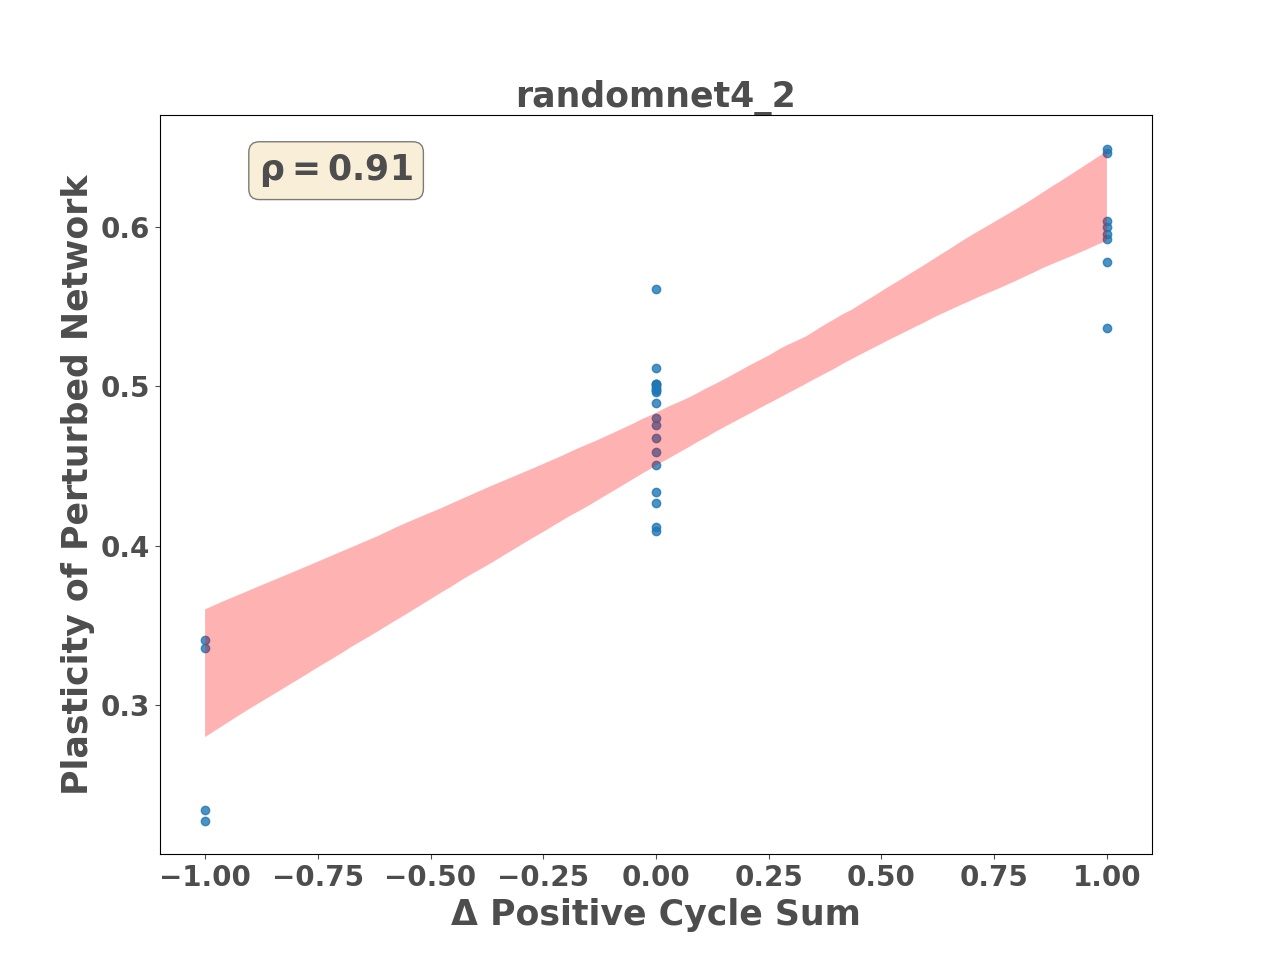 randomnet4_2
ρ = 0.91
Plasticity of Perturbed Network
0.6
0.5
0.4
0.3
−1.00 −0.75 −0.50 −0.25 0.00 0.25 0.50 0.75 1.00
Δ Positive Cycle Sum